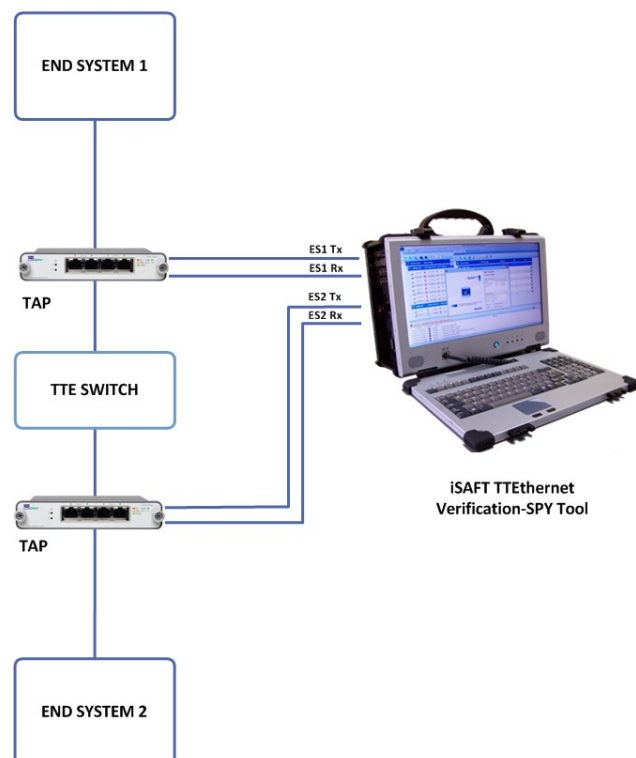 END SYSTEM 1
ES1 Tx
ES1 Rx
TAP
ES2 Tx
ES2 Rx
TTE SWITCH
iSAFT TTEthernet
Verification-SPY Tool
TAP
END SYSTEM 2